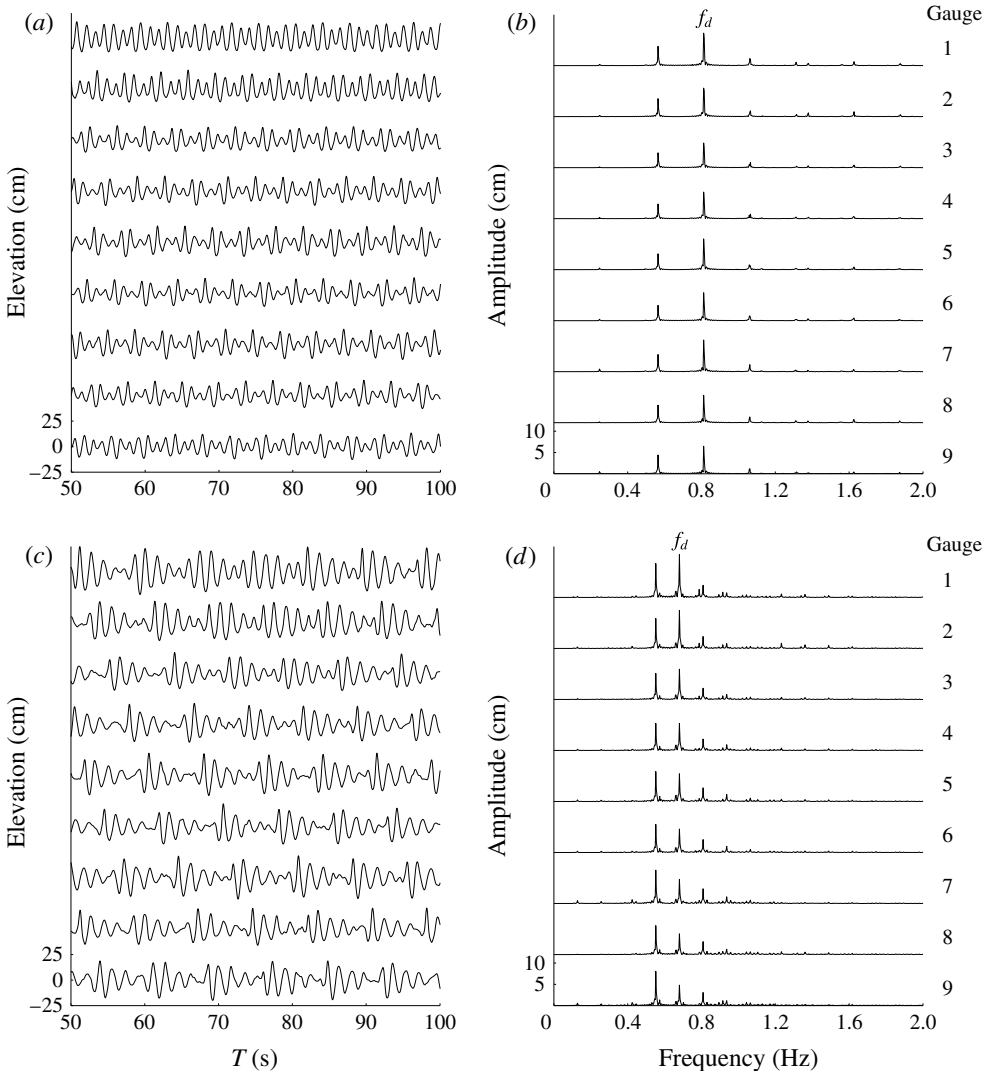 (a)
Elevation (cm)
25
0
−25
50 60 70 80 90 100
(b)
f_d
Gauge
Amplitude (cm)
1
2
3
4
5
6
7
8
9
10
5
0 0.4 0.8 1.2 1.6 2.0
(c)
Elevation (cm)
25
0
−25
50 60 70 80 90 100
T (s)
(d)
f_d
Gauge
Amplitude (cm)
1
2
3
4
5
6
7
8
9
10
5
0 0.4 0.8 1.2 1.6 2.0
Frequency (Hz)